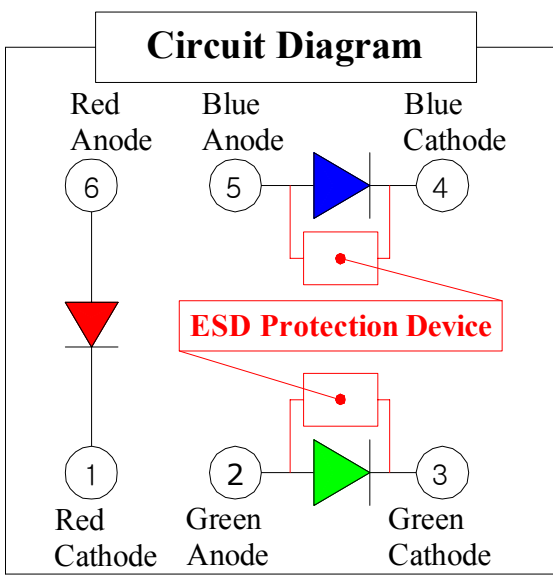 Circuit Diagram
Red
Anode
Blue
Anode
Blue
Cathode
6
5
4
ESD Protection Device
1
2
3
Red
Cathode
Green
Anode
Green
Cathode